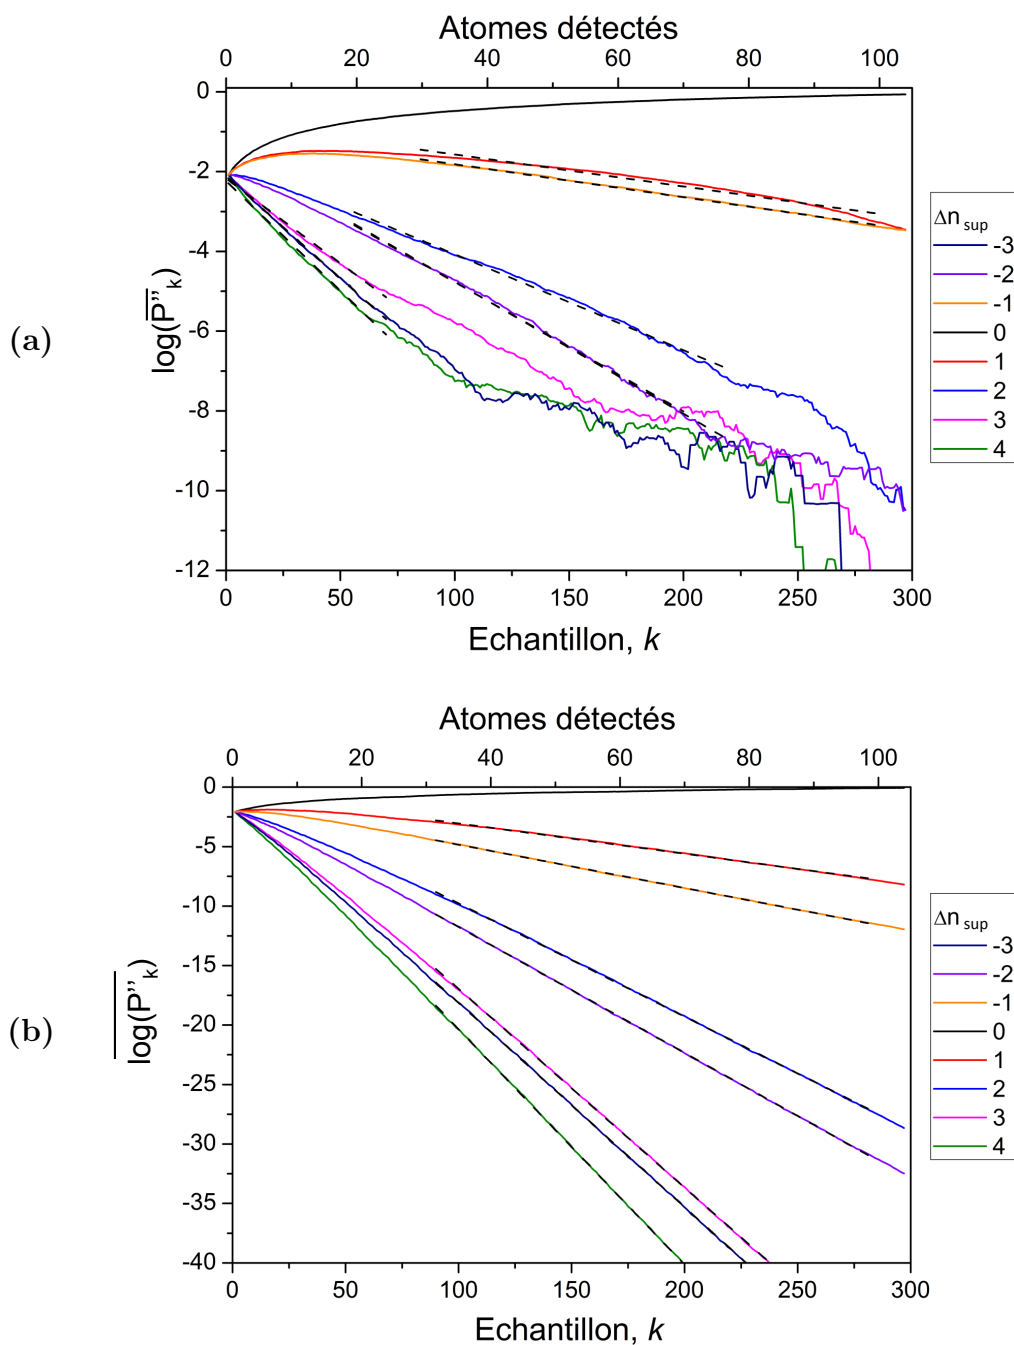 (a)
Atomes détectés
0 20 40 60 80 100
0
-2
-4
-6
-8
-10
-12
log(P''k)
0 50 100 150 200 250 300
Echantillon, k
Δn sup
-3
-2
-1
0
1
2
3
4
(b)
Atomes détectés
0 20 40 60 80 100
0
-5
-10
-15
-20
-25
-30
-35
-40
log(P''k)
0 50 100 150 200 250 300
Echantillon, k
Δn sup
-3
-2
-1
0
1
2
3
4